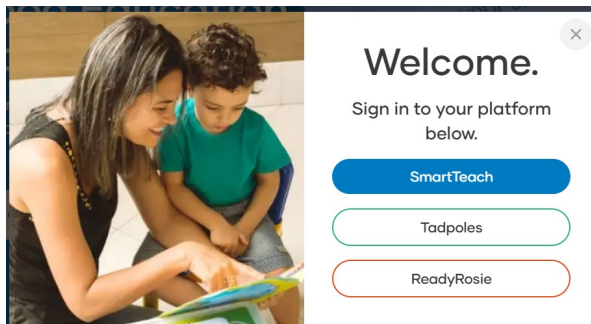 Welcome.
Sign in to your platform
below.
SmartTeach
Tadpoles
ReadyRosie